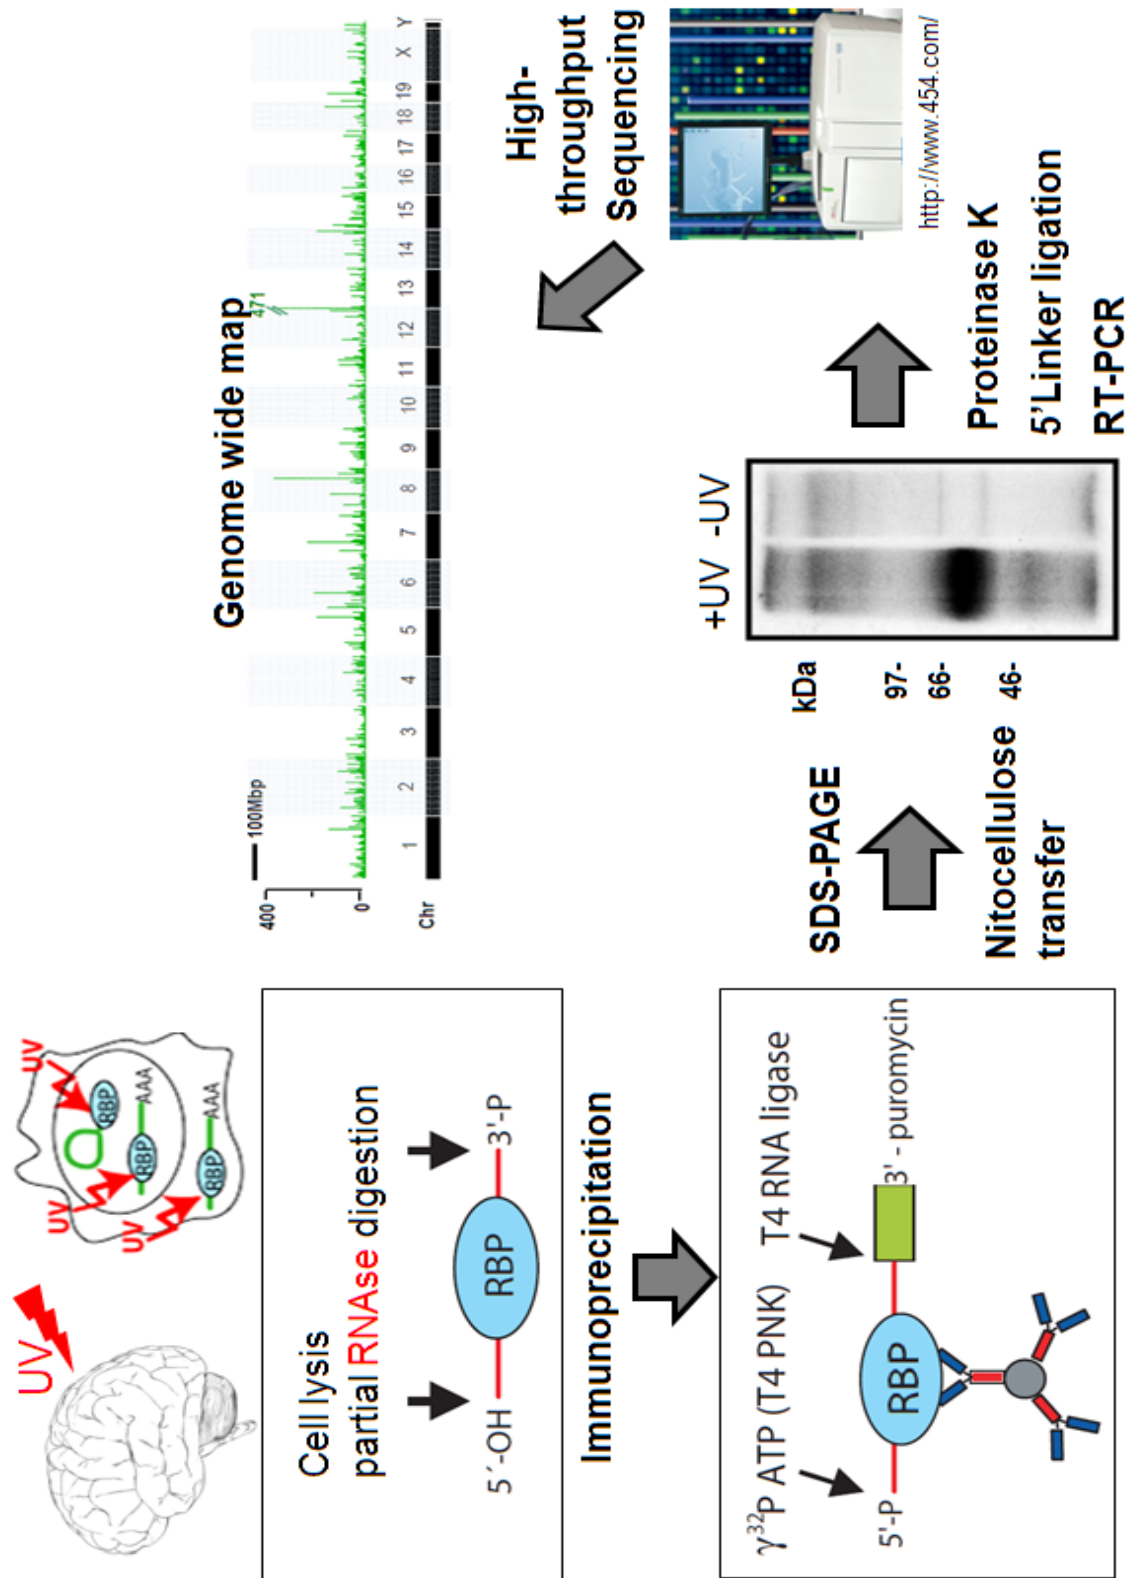 UV
UV
UV
UV
RBP
RBP
AAA
RBP
AAA
Cell lysis
partial RNAse digestion
5´-OH
RBP
3'-P
Immunoprecipitation
γ32P ATP (T4 PNK)
T4 RNA ligase
5'-P
RBP
3' - puromycin
SDS-PAGE
Nitocellulose
transfer
+UV -UV
kDa
97-
66-
46-
Proteinase K
5'Linker ligation
RT-PCR
http://www.454.com/
High-
throughput
Sequencing
Genome wide map
100Mbp
471
400
0
Chr 1 2 3 4 5 6 7 8 9 10 11 12 13 14 15 16 17 18 19 X Y